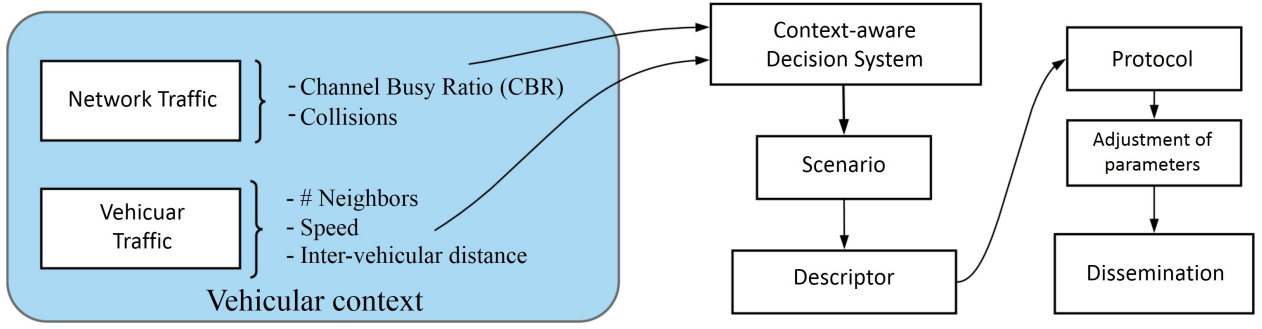 Network Traffic
- Channel Busy Ratio (CBR)
- Collisions
Vehicuar
Traffic
- # Neighbors
- Speed
- Inter-vehicular distance
Vehicular context
Context-aware
Decision System
Scenario
Descriptor
Protocol
Adjustment of
parameters
Dissemination